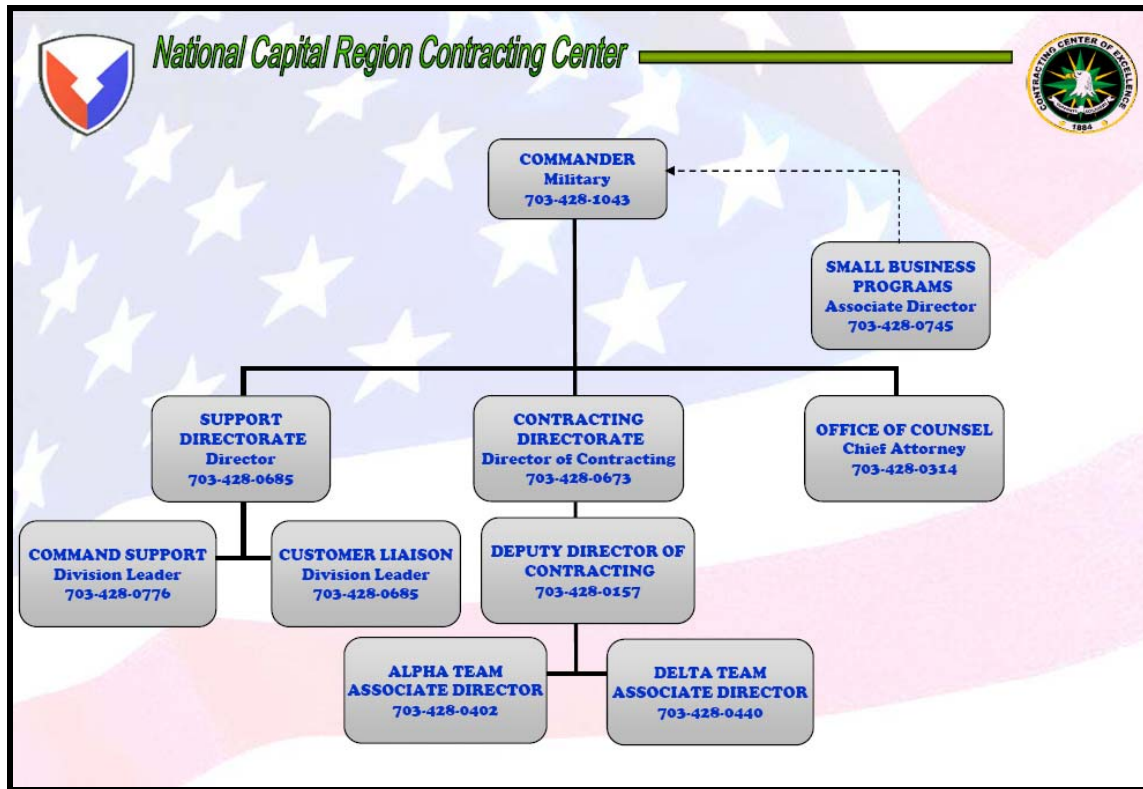 National Capital Region Contracting Center
CONTRACTING CENTER OF EXCELLENCE
1884
COMMANDER
Military
703-428-1043
SMALL BUSINESS
PROGRAMS
Associate Director
703-428-0745
SUPPORT
DIRECTORATE
Director
703-428-0685
CONTRACTING
DIRECTORATE
Director of Contracting
703-428-0673
OFFICE OF COUNSEL
Chief Attorney
703-428-0314
COMMAND SUPPORT
Division Leader
703-428-0776
CUSTOMER LIAISON
Division Leader
703-428-0685
DEPUTY DIRECTOR OF
CONTRACTING
703-428-0157
ALPHA TEAM
ASSOCIATE DIRECTOR
703-428-0402
DELTA TEAM
ASSOCIATE DIRECTOR
703-428-0440